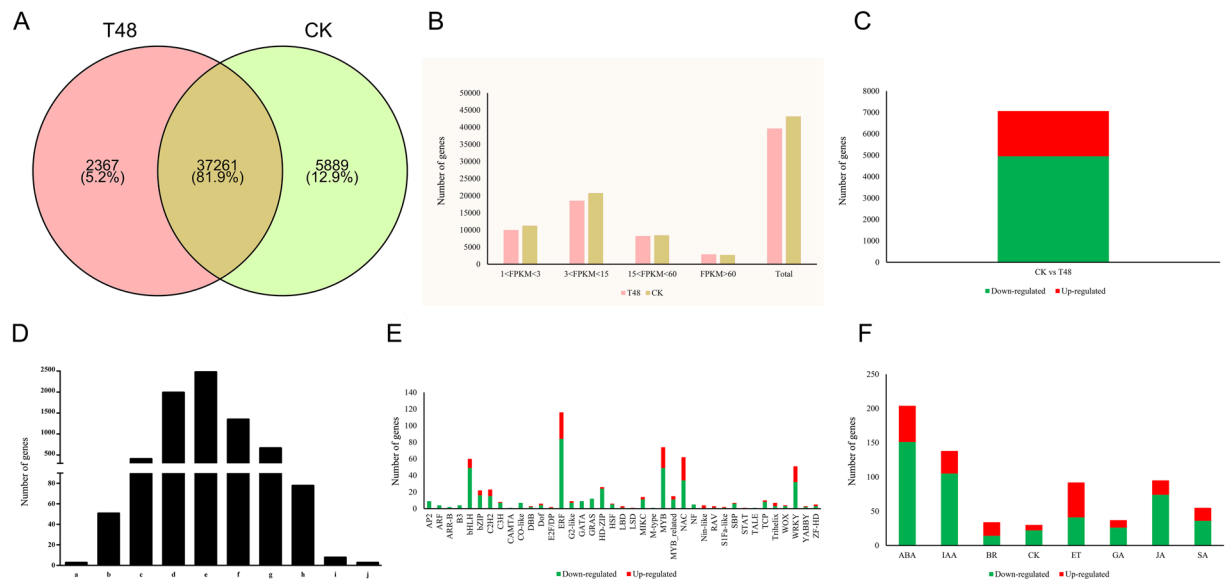 A
T48
CK
2367
(5.2%)
37261
(81.9%)
5889
(12.9%)
B
Number of genes
50000
45000
40000
35000
30000
25000
20000
15000
10000
5000
0
1<FPKM<3
3<FPKM<15
15<FPKM<60
FPKM>60
Total
T48
CK
C
Number of genes
8000
7000
6000
5000
4000
3000
2000
1000
0
CK vs T48
Down-regulated
Up-regulated
D
Number of genes
2500
2000
1500
1000
500
80
60
40
20
0
a
b
c
d
e
f
g
h
i
j
E
Number of genes
140
120
100
80
60
40
20
0
AP2
ARF
ARR-B
B3
bHLH
bZIP
C2H2
C3H
CAMTA
CO-like
DBB
Dof
E2F/DP
ERF
G2-like
GATA
GRAS
HD-ZIP
HSF
LBD
LSD
MIKC
M-type
MYB
MYB_related
NAC
NF
Nin-like
RAV
S1Fa-like
SBP
STAT
TALE
TCP
Trihelix
WOX
WRKY
YABBY
ZF-HD
Down-regulated
Up-regulated
F
Number of genes
250
200
150
100
50
0
ABA
IAA
BR
CK
ET
GA
JA
SA
Down-regulated
Up-regulated